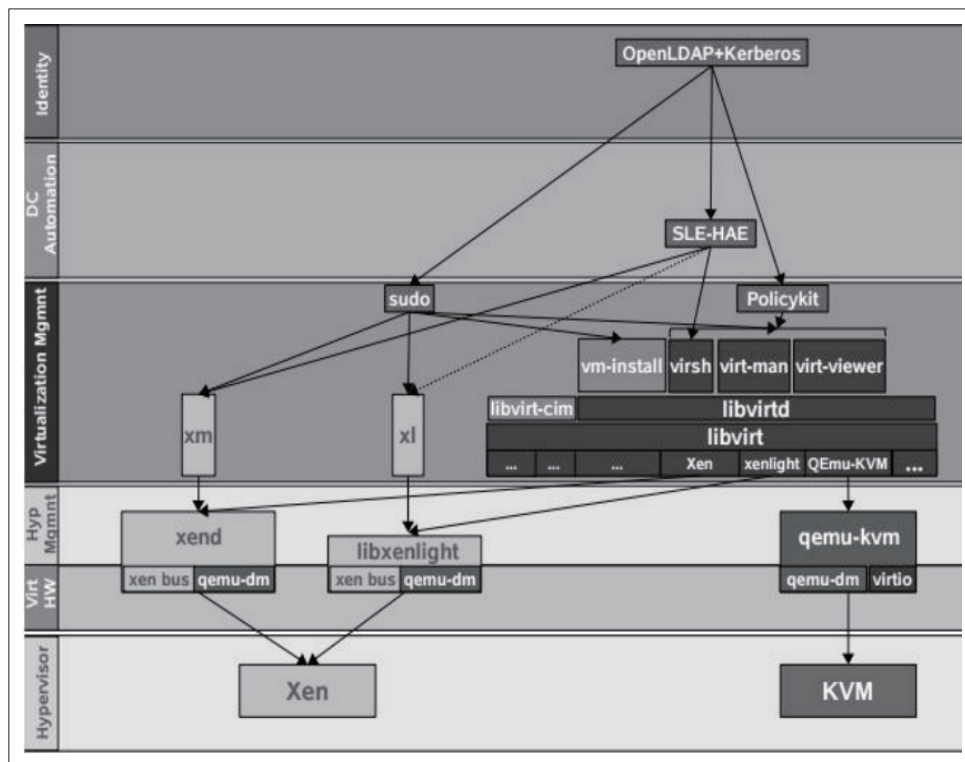 Identity
OpenLDAP+Kerberos
DC
Automation
SLE-HAE
Virtualization Mgmnt
sudo
Policykit
vm-install
virsh
virt-man
virt-viewer
xm
xl
libvirt-cim
libvirtd
libvirt
...
...
...
Xen
xenlight
QEmu-KVM
...
Hyp
Mgmnt
xend
libxenlight
qemu-kvm
Virt
HW
xen bus
qemu-dm
xen bus
qemu-dm
qemu-dm
virtio
Hypervisor
Xen
KVM